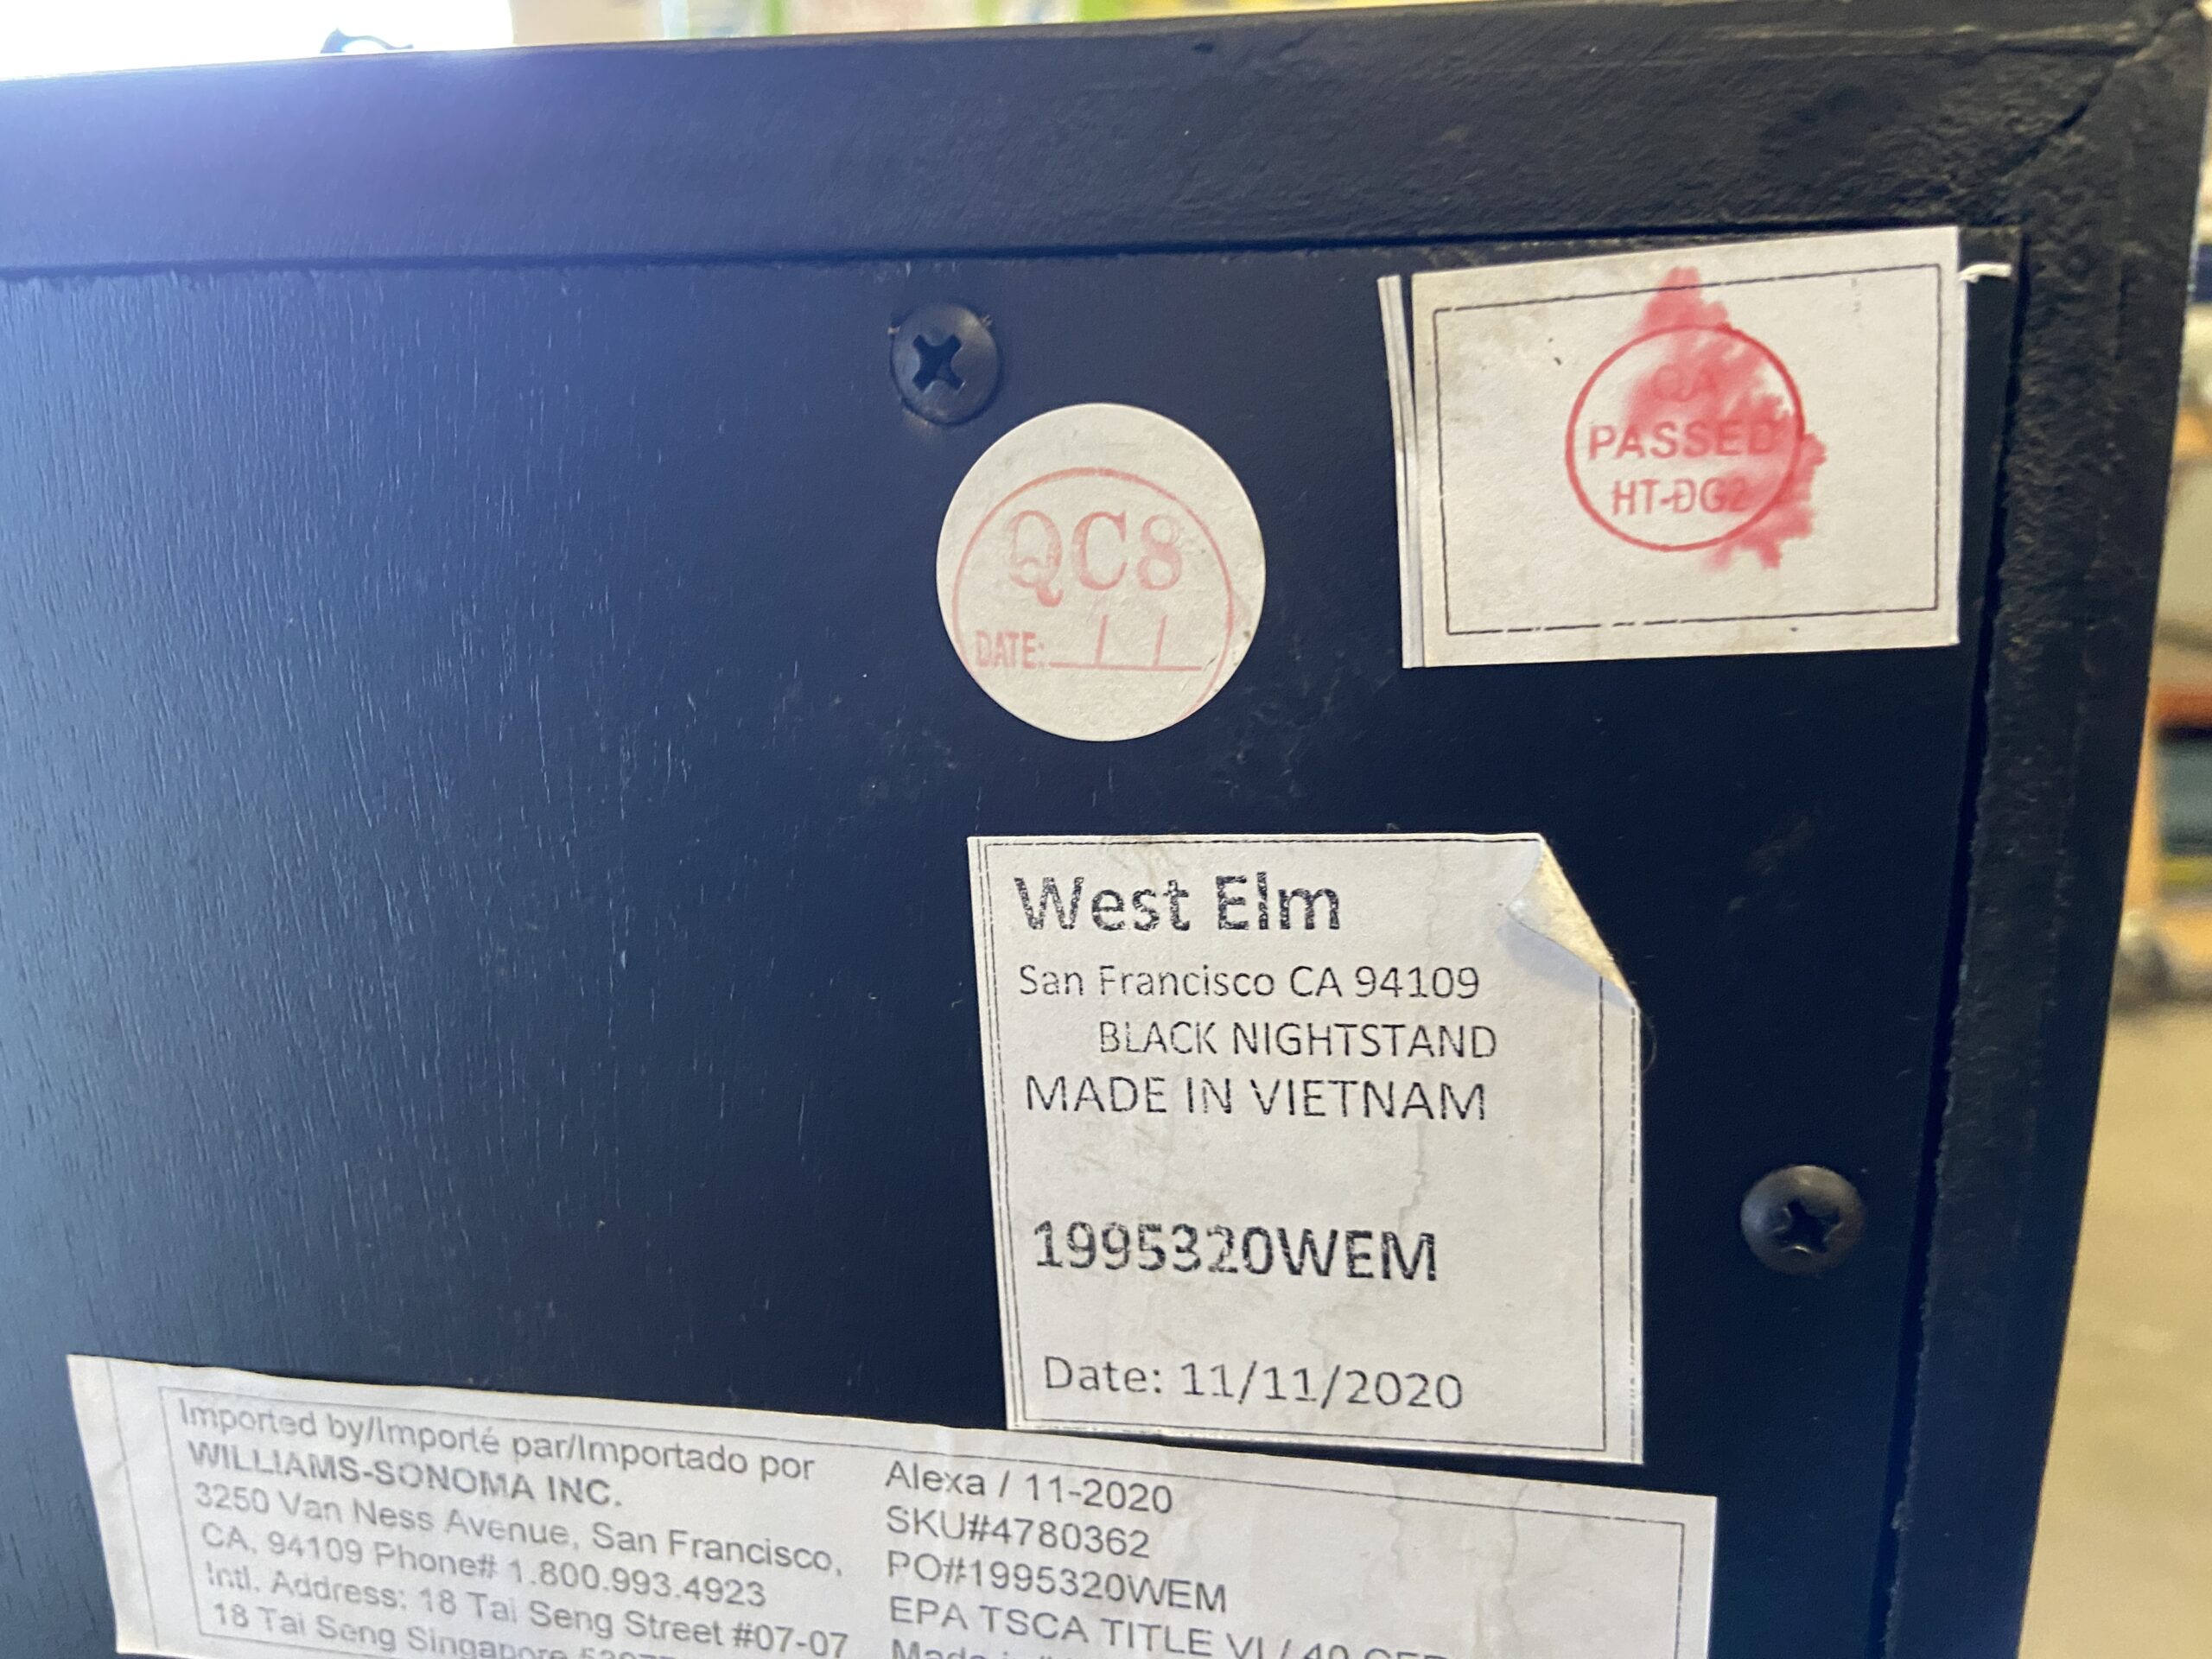 QA
PASSED
HT-ĐG2
QC8
DATE: / /
West Elm
San Francisco CA 94109
BLACK NIGHTSTAND
MADE IN VIETNAM
1995320WEM
Date: 11/11/2020
Imported by/Importé par/Importado por
WILLIAMS-SONOMA INC.
3250 Van Ness Avenue, San Francisco,
CA, 94109 Phone# 1.800.993.4923
Intl. Address: 18 Tai Seng Street #07-07
18 Tai Seng Singapore
Alexa / 11-2020
SKU#4780362
PO#1995320WEM
EPA TSCA TITLE VI / 40